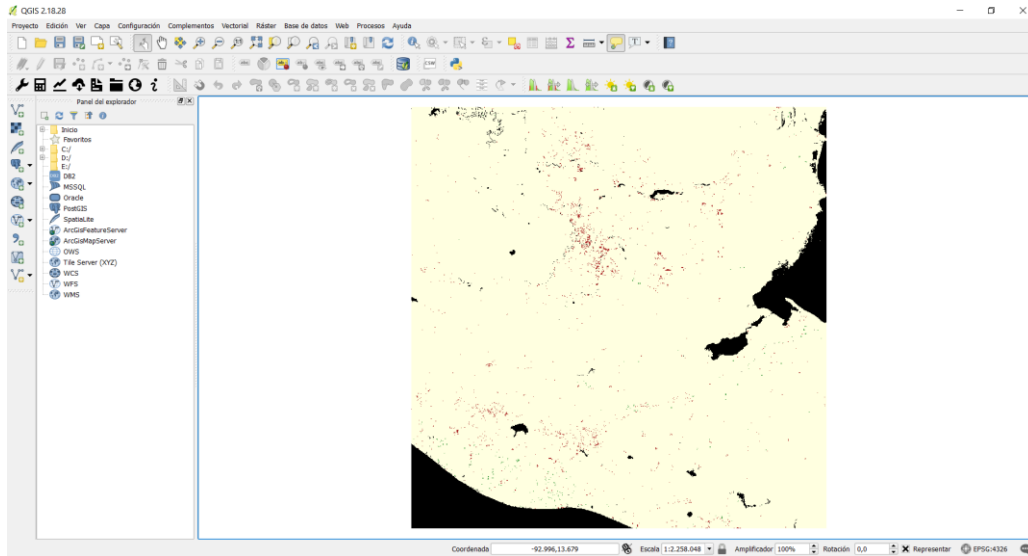 QGIS 2.18.28
Proyecto Edición Ver Capa Configuración Complementos Vectorial Ráster Base de datos Web Procesos Ayuda
Panel del explorador
Inicio
Favoritos
C:/
D:/
E:/
DB2
MSSQL
Oracle
PostGIS
SpatiaLite
ArcGisFeatureServer
ArcGisMapServer
OWS
Tile Server (XYZ)
WCS
WFS
WMS
Coordenada -92.996,13.679 Escala 1:2.258.048 Amplificador 100% Rotación 0,0 Representar EPSG:4326